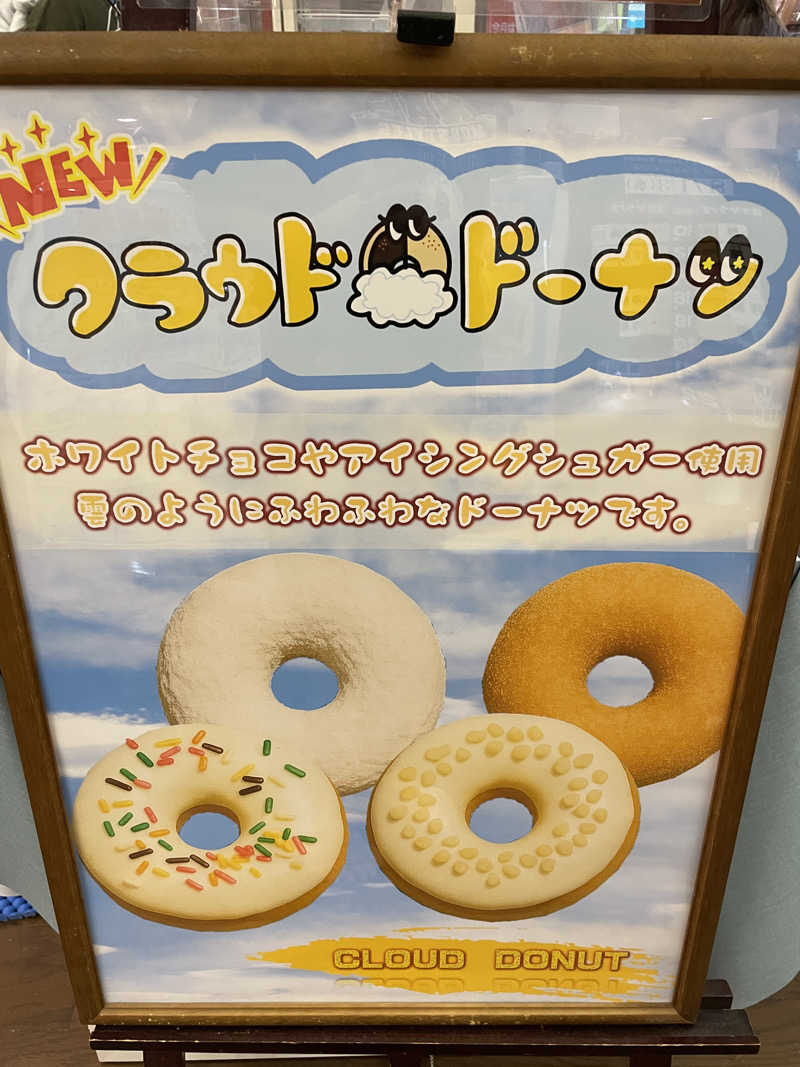 NEW
クラウドドーナツ
ホワイトチョコやアイシングシュガー使用
雲のようにふわふわなドーナツです。
CLOUD DONUT